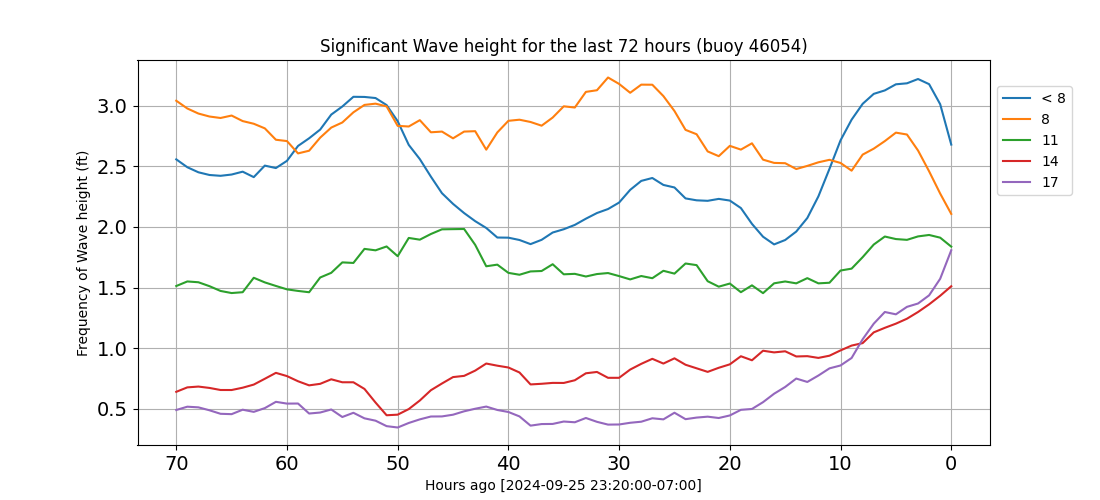 Significant Wave height for the last 72 hours (buoy 46054)
Frequency of Wave height (ft)
3.0
2.5
2.0
1.5
1.0
0.5
70 60 50 40 30 20 10 0
Hours ago [2024-09-25 23:20:00-07:00]
< 8
8
11
14
17